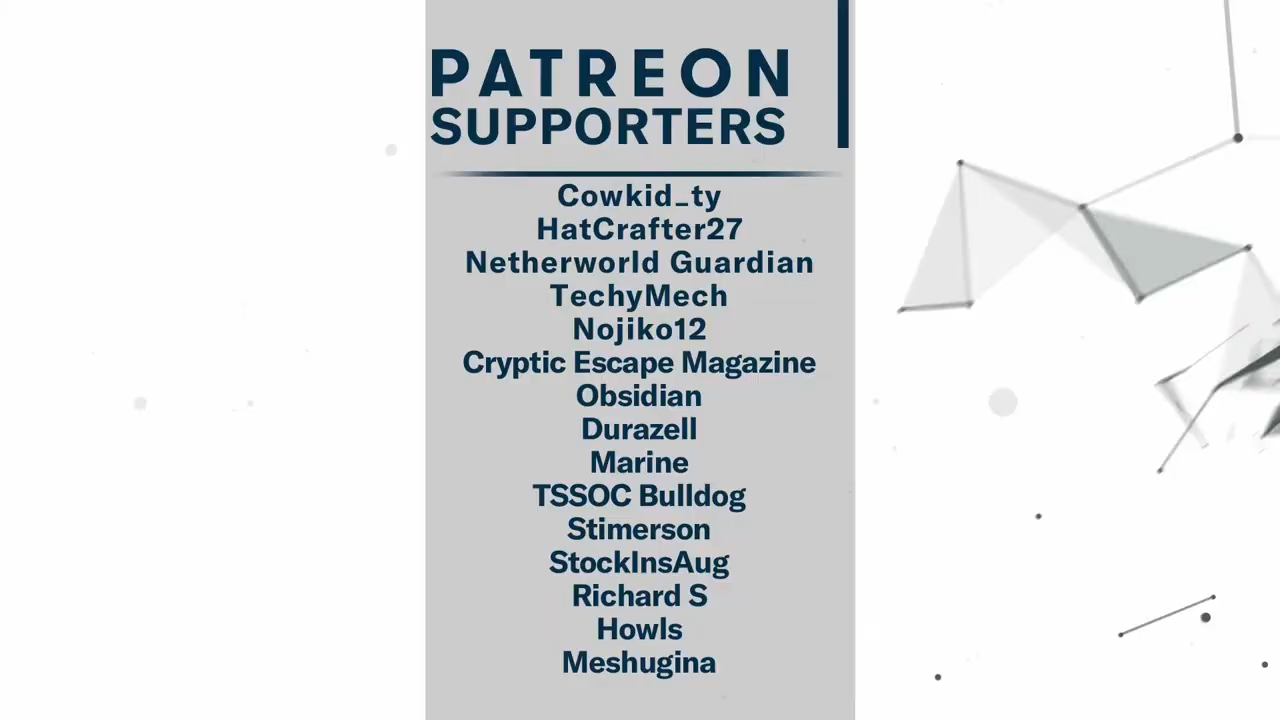 PATREON
SUPPORTERS
Cowkid_ty
HatCrafter27
Netherworld Guardian
TechyMech
Nojiko12
Cryptic Escape Magazine
Obsidian
Durazell
Marine
TSSOC Bulldog
Stimerson
StockInsAug
Richard S
Howls
Meshugina